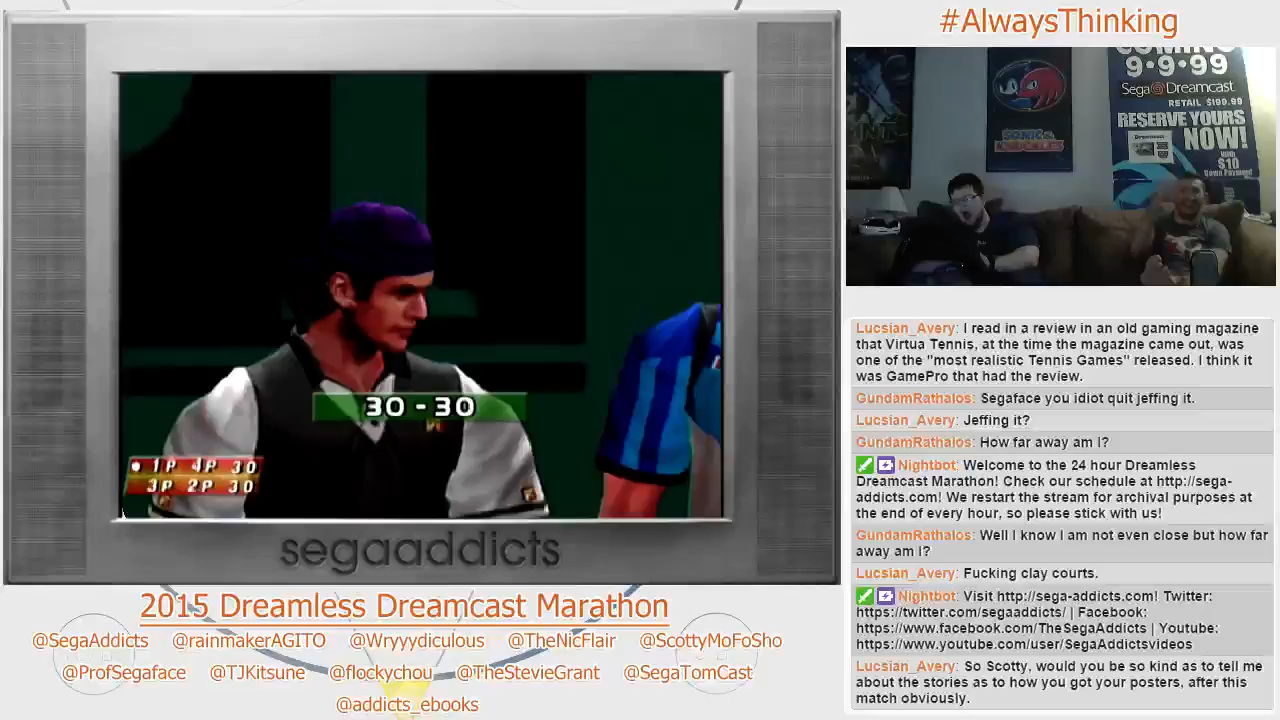 #AlwaysThinking
COMING
9·9·99
Sega Dreamcast
RETAIL $199.99
RESERVE YOURS
NOW!
WITH
$10
Down Payment
SONIC &
KNUCKLES
30 - 30
1P 4P 30
3P 2P 30
segaaddicts
2015 Dreamless Dreamcast Marathon
@SegaAddicts @rainmakerAGITO @Wryyydiculous @TheNicFlair @ScottyMoFoSho
@ProfSegaface @TJKitsune @flockychou @TheStevieGrant @SegaTomCast
@addicts_ebooks
Lucsian_Avery: I read in a review in an old gaming magazine
that Virtua Tennis, at the time the magazine came out, was
one of the "most realistic Tennis Games" released. I think it
was GamePro that had the review.
GundamRathalos: Segaface you idiot quit jeffing it.
Lucsian_Avery: Jeffing it?
GundamRathalos: How far away am I?
Nightbot: Welcome to the 24 hour Dreamless
Dreamcast Marathon! Check our schedule at http://sega-
addicts.com! We restart the stream for archival purposes at
the end of every hour, so please stick with us!
GundamRathalos: Well I know I am not even close but how far
away am I?
Lucsian_Avery: Fucking clay courts.
Nightbot: Visit http://sega-addicts.com! Twitter:
https://twitter.com/segaaddicts/ | Facebook:
https://www.facebook.com/TheSegaAddicts | Youtube:
https://www.youtube.com/user/SegaAddictsvideos
Lucsian_Avery: So Scotty, would you be so kind as to tell me
about the stories as to how you got your posters, after this
match obviously.